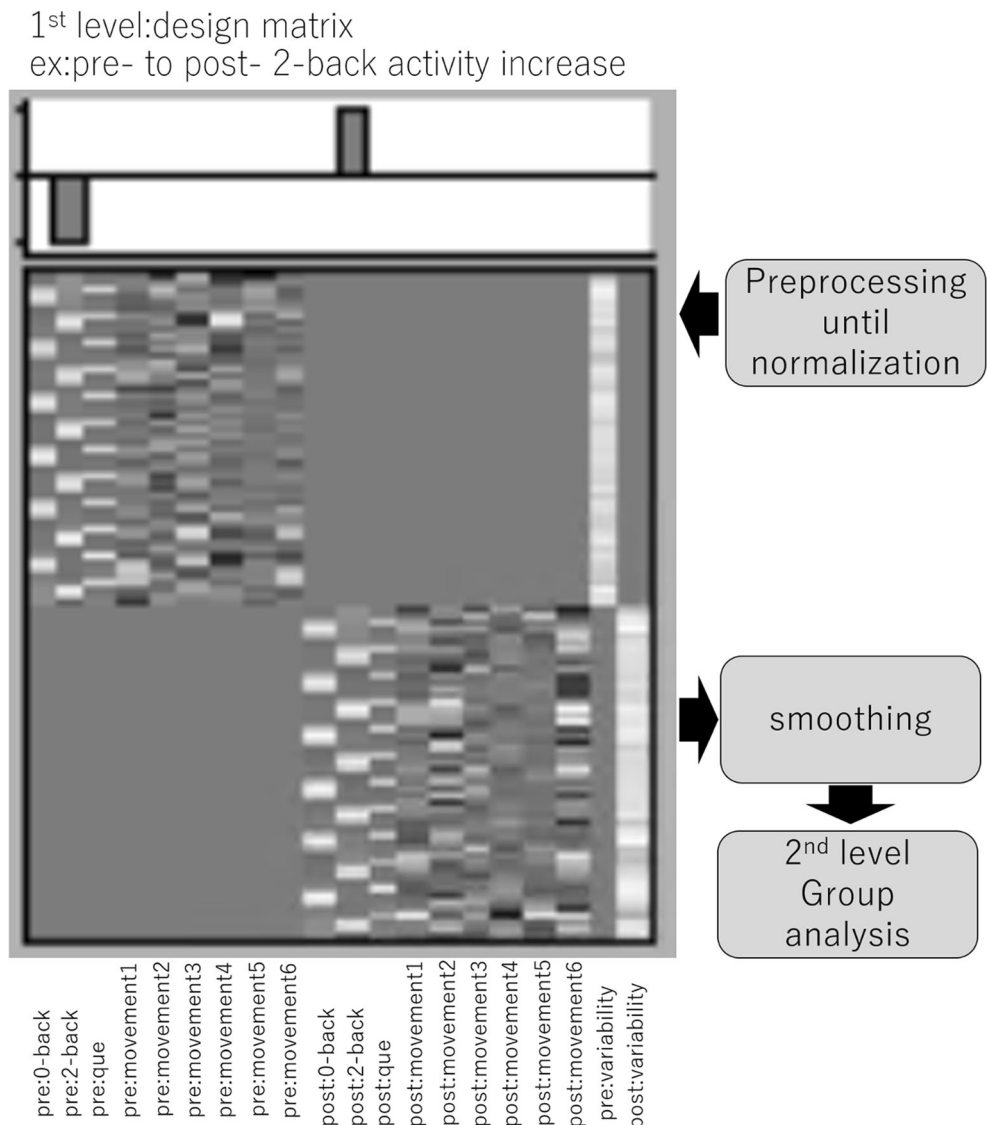 1st level:design matrix
ex:pre- to post- 2-back activity increase
Preprocessing
until
normalization
smoothing
2nd level
Group
analysis
pre:0-back
pre:2-back
pre:que
pre:movement1
pre:movement2
pre:movement3
pre:movement4
pre:movement5
pre:movement6
post:0-back
post:2-back
post:que
post:movement1
post:movement2
post:movement3
post:movement4
post:movement5
post:movement6
pre:variability
post:variability